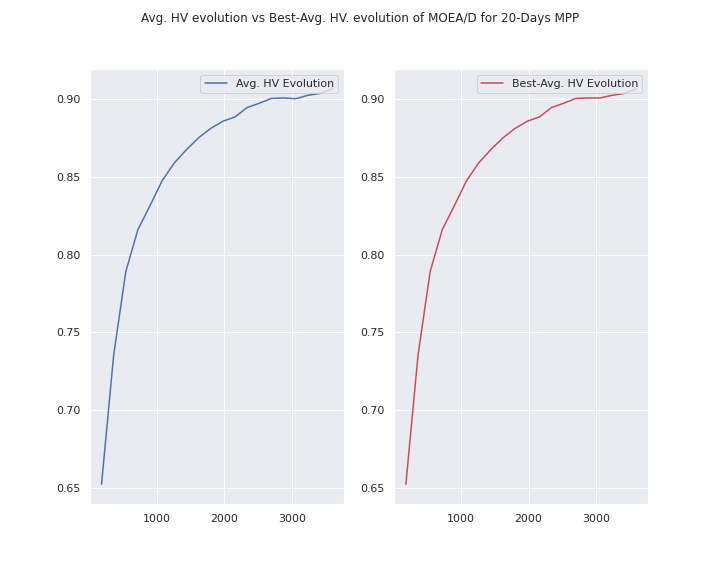 Avg. HV evolution vs Best-Avg. HV. evolution of MOEA/D for 20-Days MPP
Avg. HV Evolution
0.90
0.85
0.80
0.75
0.70
0.65
1000 2000 3000
Best-Avg. HV Evolution
0.90
0.85
0.80
0.75
0.70
0.65
1000 2000 3000